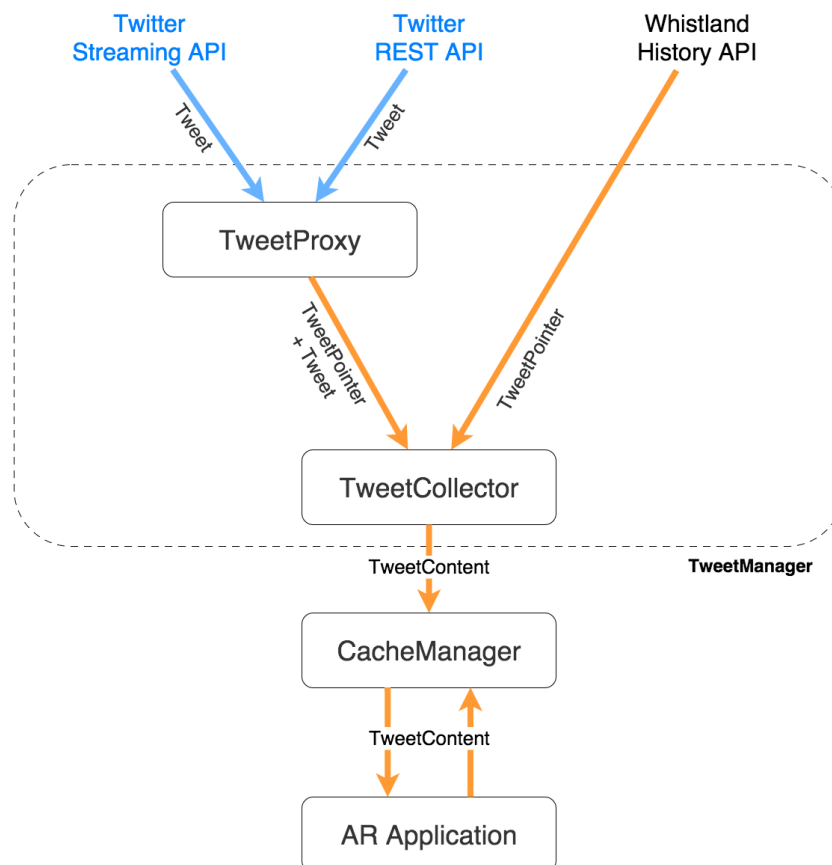 Twitter
Streaming API
Twitter
REST API
Whistland
History API
Tweet
Tweet
TweetProxy
TweetPointer
+ Tweet
TweetPointer
TweetCollector
TweetContent
TweetManager
CacheManager
TweetContent
AR Application